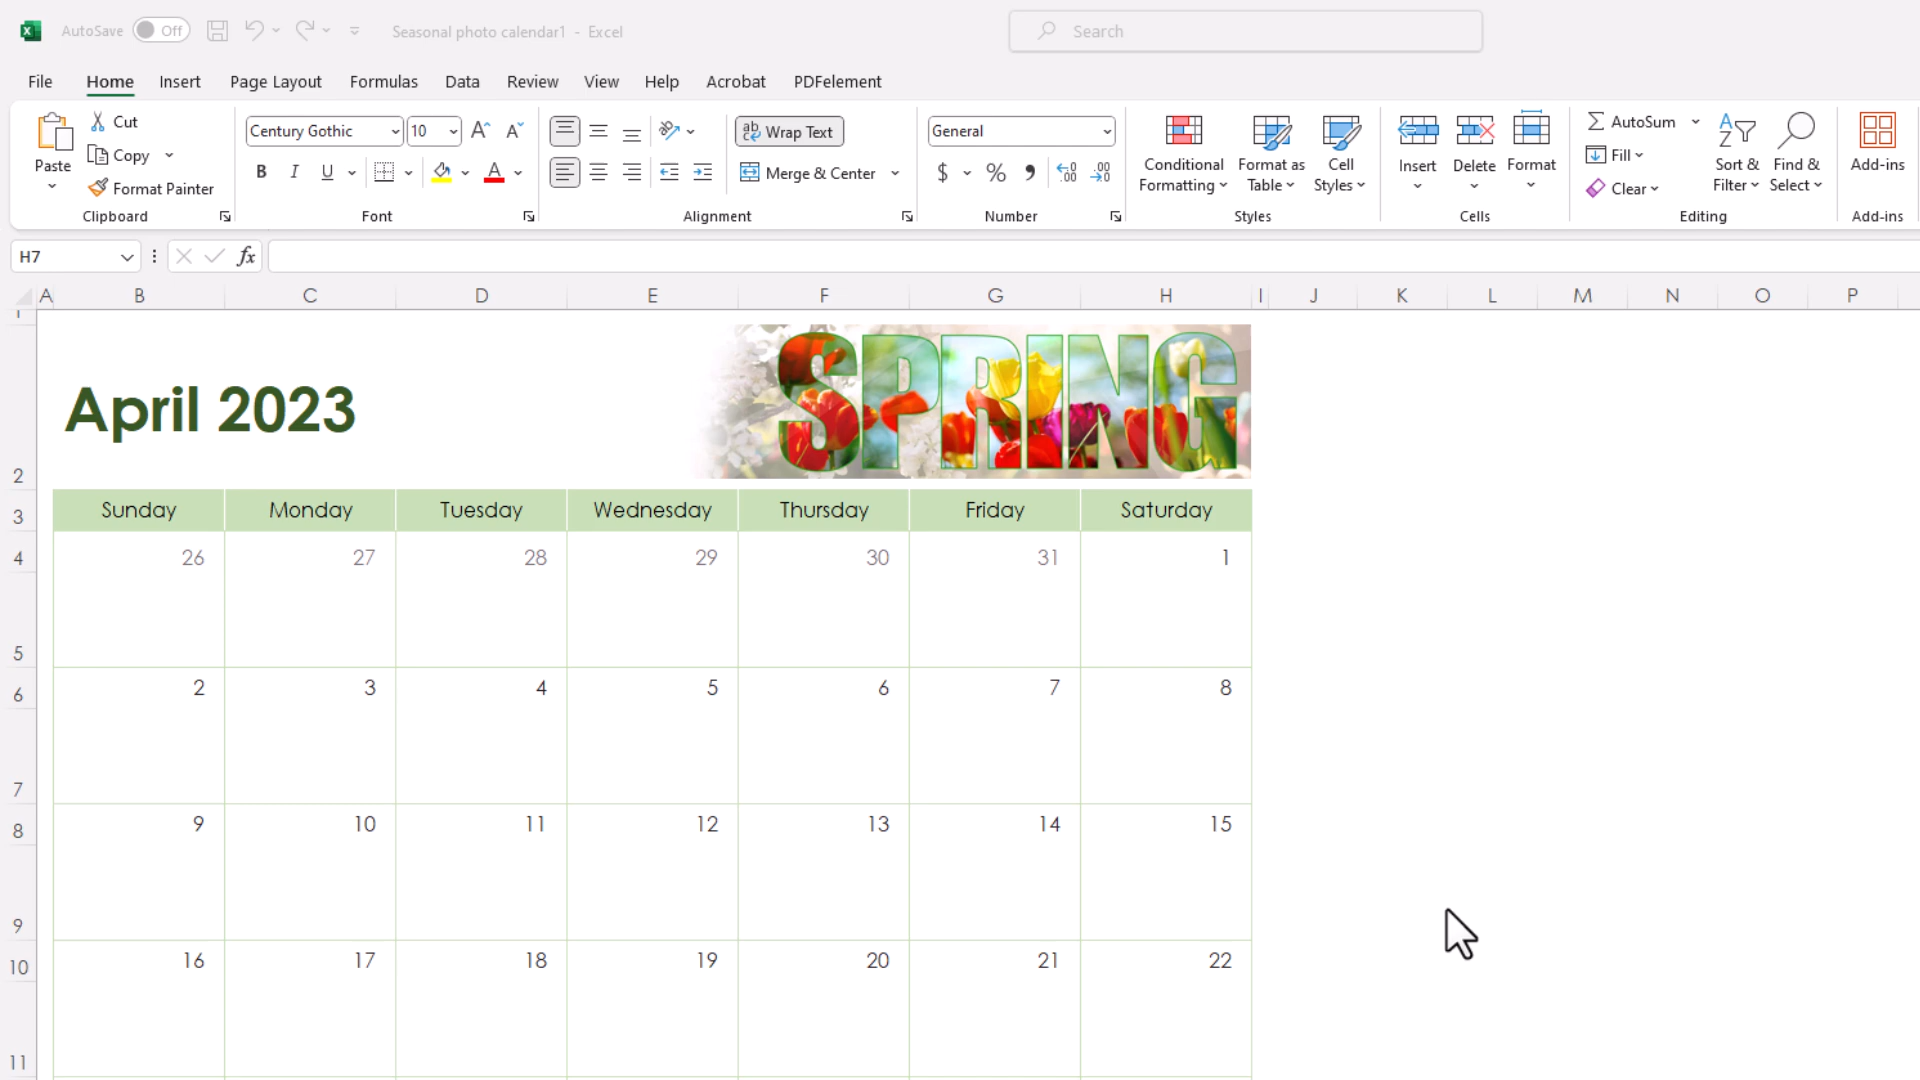 AutoSave Off Seasonal photo calendar1 - Excel Search
File Home Insert Page Layout Formulas Data Review View Help Acrobat PDFelement
Paste
Cut
Copy
Format Painter
Clipboard
Century Gothic 10
B I U A
Font
ab Wrap Text
Merge & Center
Alignment
General
$ % 9 .00 .00
Number
Conditional Formatting
Format as Table
Cell Styles
Styles
Insert Delete Format
Cells
AutoSum
Fill
Clear
Sort & Filter
Find & Select
Editing
Add-ins
Add-ins
H7 fx
A B C D E F G H I J K L M N O P
1
April 2023 SPRING
2
3 Sunday Monday Tuesday Wednesday Thursday Friday Saturday
4 26 27 28 29 30 31 1
5
6 2 3 4 5 6 7 8
7
8 9 10 11 12 13 14 15
9
10 16 17 18 19 20 21 22
11